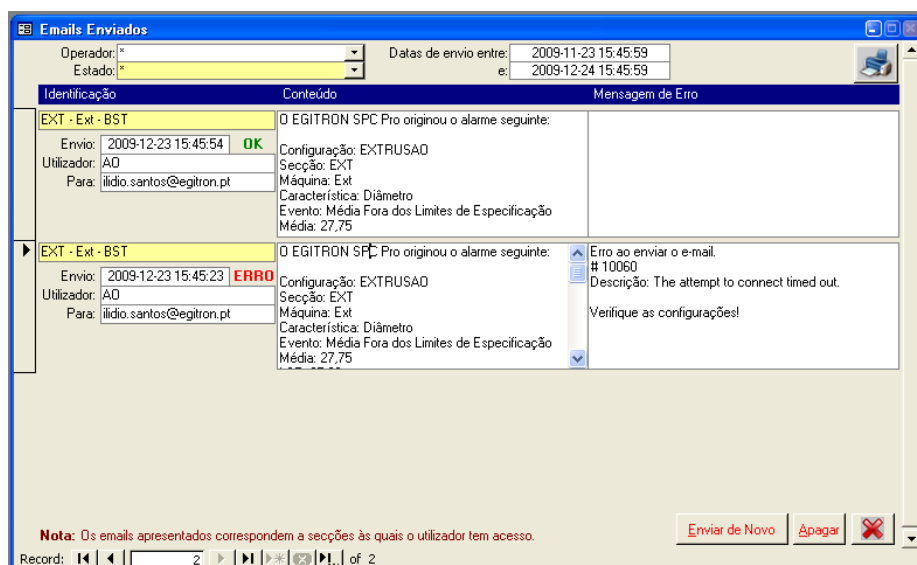 Emails Enviados
Operador: *
Datas de envio entre: 2009-11-23 15:45:59
Estado: *
e: 2009-12-24 15:45:59
Identificação Conteúdo Mensagem de Erro
EXT - Ext - BST
Envio: 2009-12-23 15:45:54 OK
Utilizador: AO
Para: ilidio.santos@egitron.pt
O EGITRON SPC Pro originou o alarme seguinte:
Configuração: EXTRUSAO
Secção: EXT
Máquina: Ext
Característica: Diâmetro
Evento: Média Fora dos Limites de Especificação
Média: 27,75
EXT - Ext - BST
Envio: 2009-12-23 15:45:23 ERRO
Utilizador: AO
Para: ilidio.santos@egitron.pt
O EGITRON SPC Pro originou o alarme seguinte:
Configuração: EXTRUSAO
Secção: EXT
Máquina: Ext
Característica: Diâmetro
Evento: Média Fora dos Limites de Especificação
Média: 27,75
Erro ao enviar o e-mail.
# 10060
Descrição: The attempt to connect timed out.
Verifique as configurações!
Enviar de Novo Apagar
Nota: Os emails apresentados correspondem a secções às quais o utilizador tem acesso.
Record: 2 of 2